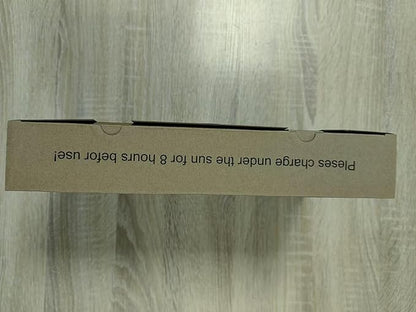 Pleses charge under the sun for 8 hours befor use!